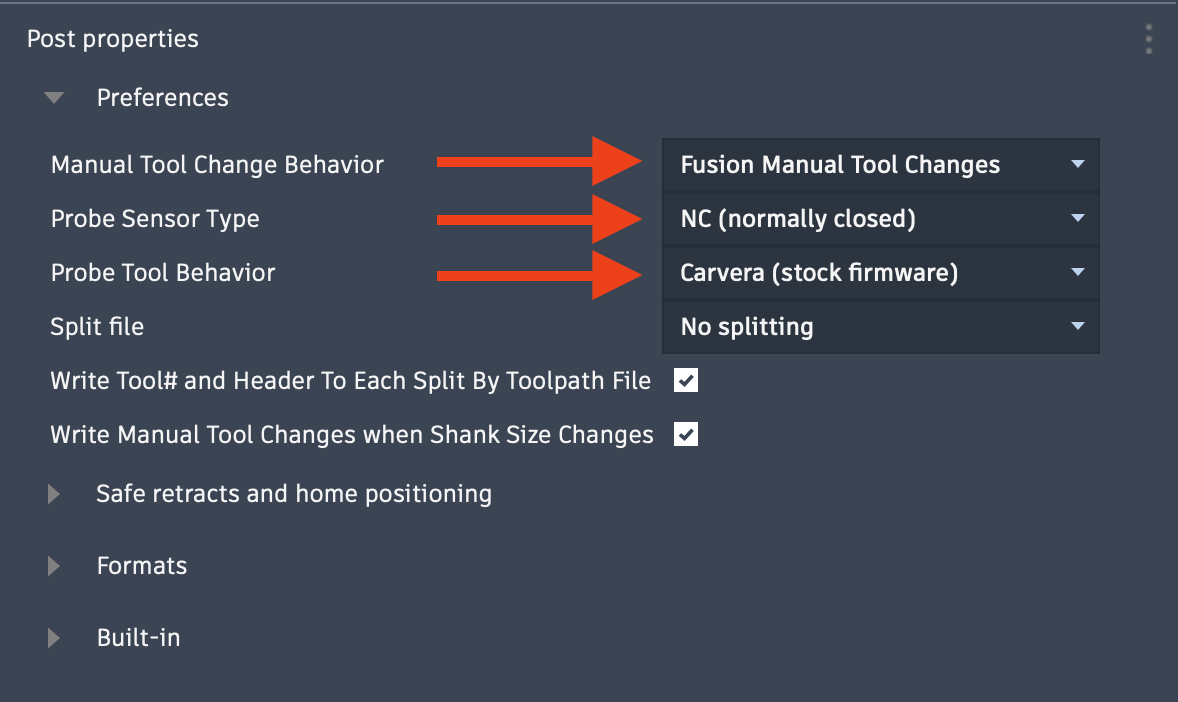 Post properties
Preferences
Manual Tool Change Behavior Fusion Manual Tool Changes
Probe Sensor Type NC (normally closed)
Probe Tool Behavior Carvera (stock firmware)
Split file No splitting
Write Tool# and Header To Each Split By Toolpath File
Write Manual Tool Changes when Shank Size Changes
Safe retracts and home positioning
Formats
Built-in